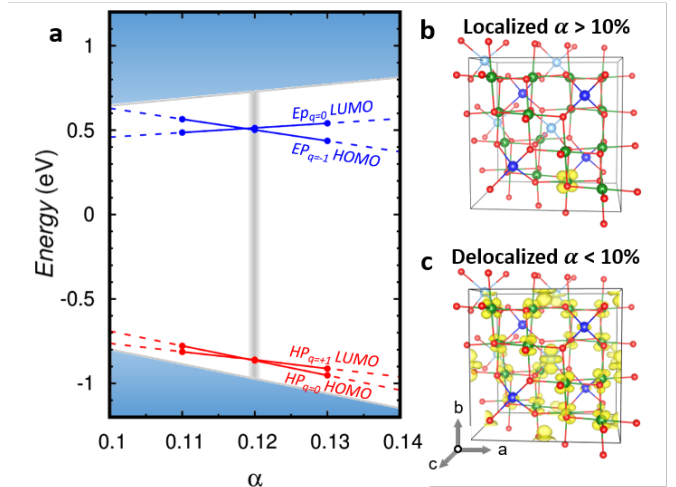 a
1
0.5
0
-0.5
-1
Energy (eV)
Ep q=0 LUMO
EP q=-1 HOMO
HP q=+1 LUMO
HP q=0 HOMO
0.1 0.11 0.12 0.13 0.14
α
b
Localized α > 10%
c
Delocalized α < 10%
b
c
a